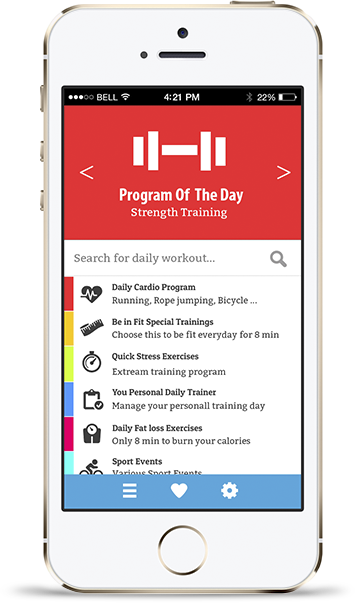 BELL 4:21 PM 22%
Program Of The Day
Strength Training
Search for daily workout...
Daily Cardio Program
Running, Rope jumping, Bicycle ...
Be in Fit Special Trainings
Choose this to be fit everyday for 8 min
Quick Stress Exercises
Extream training program
You Personal Daily Trainer
Manage your personall training day
Daily Fat loss Exercises
Only 8 min to burn your calories
Sport Events
Various Sport Events